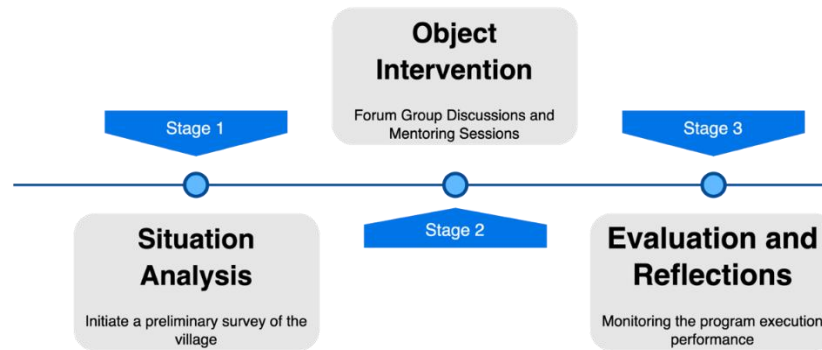 Object
Intervention
Forum Group Discussions and
Mentoring Sessions
Stage 1
Stage 3
Stage 2
Situation
Analysis
Initiate a preliminary survey of the
village
Evaluation and
Reflections
Monitoring the program execution
performance